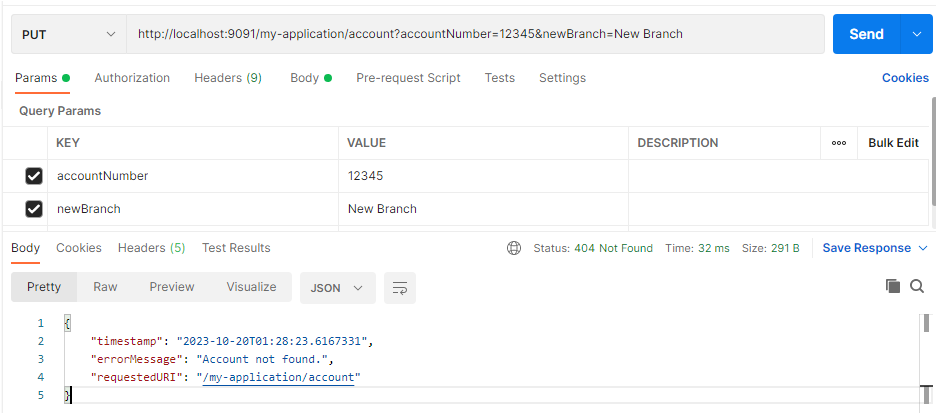 PUT http://localhost:9091/my-application/account?accountNumber=12345&newBranch=New Branch Send
Params Authorization Headers (9) Body Pre-request Script Tests Settings Cookies
Query Params
KEY VALUE DESCRIPTION ooo Bulk Edit
accountNumber 12345
newBranch New Branch
Body Cookies Headers (5) Test Results Status: 404 Not Found Time: 32 ms Size: 291 B Save Response
Pretty Raw Preview Visualize JSON
1 {
2 "timestamp": "2023-10-20T01:28:23.6167331",
3 "errorMessage": "Account not found.",
4 "requestedURI": "/my-application/account"
5 }